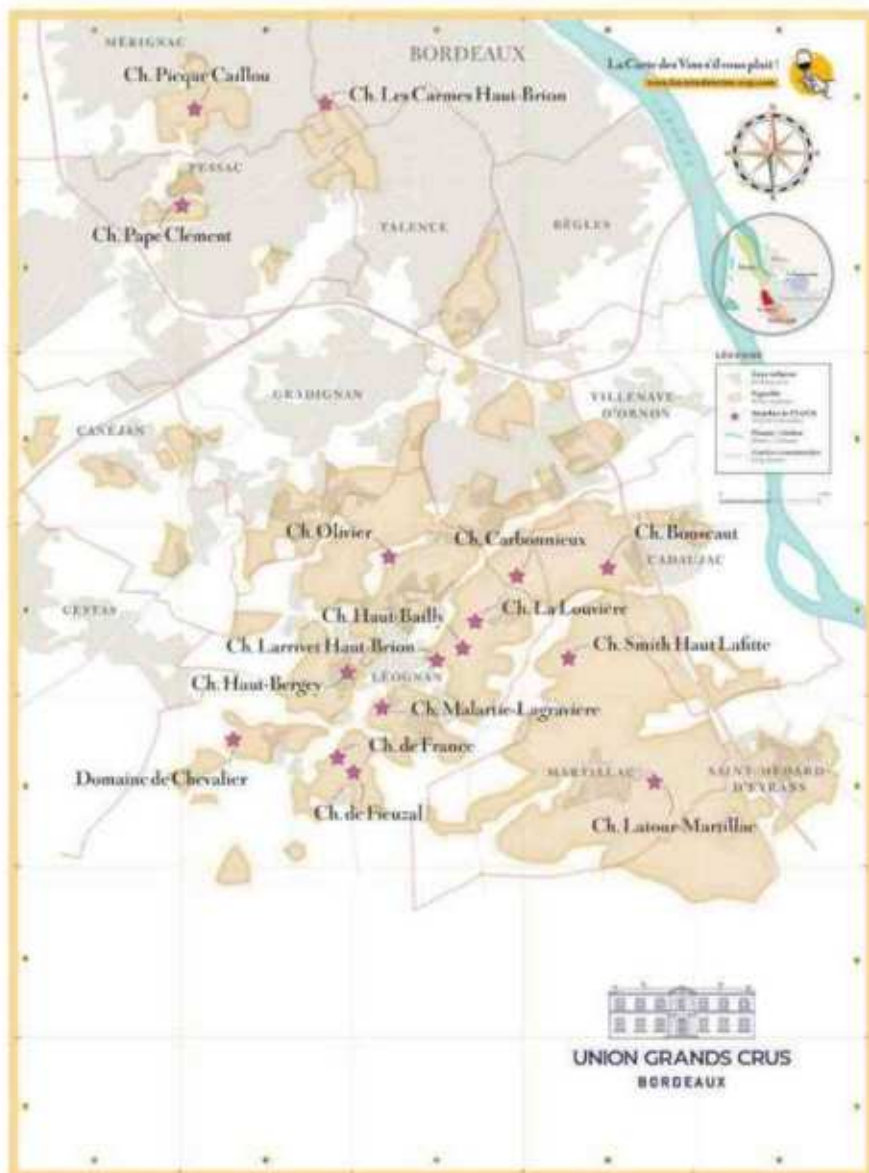 MÉRIGNAC
BORDEAUX
La Carte des Vins s'il vous plait !
Ch. Picque Caillou
Ch. Les Carmes Haut-Brion
PESSAC
Ch. Pape Clement
TALENCE
BÈGLES
LÉGENDE
GRADIGNAN
VILLENAVE-
D'ORNON
CANÉJAN
Ch. Olivier
Ch. Carbonnieux
Ch. Bouscaut
CADAUJAC
CESTAS
Ch. Haut-Bailly
Ch. La Louvière
Ch. Larrivet Haut-Brion
Ch. Smith Haut Lafitte
Ch. Haut-Bergey
LÉOGNAN
Ch. Malartic-Lagravière
Ch. de France
Domaine de Chevalier
MARTILLAC
SAINT-MÉDARD-
D'EYRANS
Ch. de Fieuzal
Ch. Latour-Martillac
UNION GRANDS CRUS
BORDEAUX